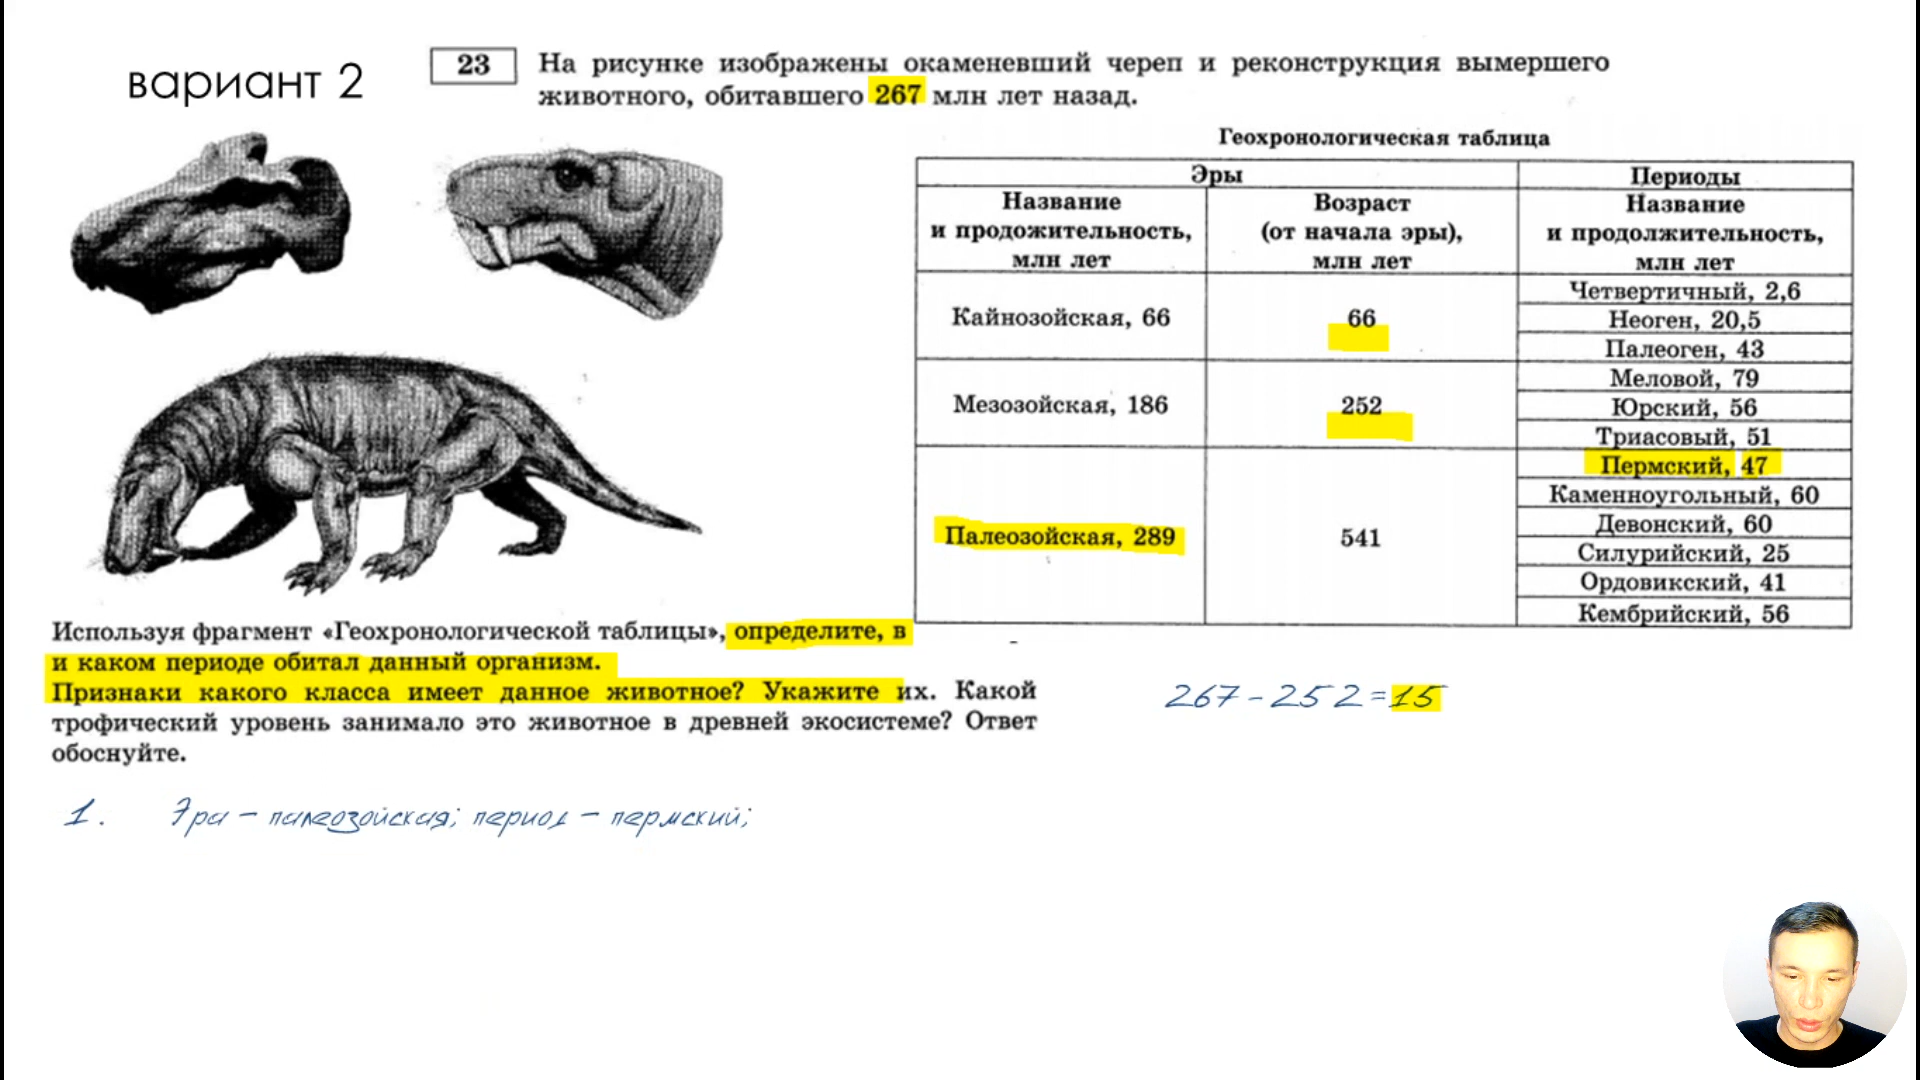 вариант 2
23
На рисунке изображены окаменевший череп и реконструкция вымершего
животного, обитавшего 267 млн лет назад.
Геохронологическая таблица
Эры
Периоды
Название
и продожительность,
млн лет
Возраст
(от начала эры),
млн лет
Название
и продолжительность,
млн лет
Кайнозойская, 66
66
Четвертичный, 2,6
Неоген, 20,5
Палеоген, 43
Мезозойская, 186
252
Меловой, 79
Юрский, 56
Триасовый, 51
Палеозойская, 289
541
Пермский, 47
Каменноугольный, 60
Девонский, 60
Силурийский, 25
Ордовикский, 41
Кембрийский, 56
Используя фрагмент «Геохронологической таблицы», определите, в
и каком периоде обитал данный организм.
Признаки какого класса имеет данное животное? Укажите их. Какой
трофический уровень занимало это животное в древней экосистеме? Ответ
обоснуйте.
267 - 252 = 15
1. Эра - палеозойская; период - пермский;